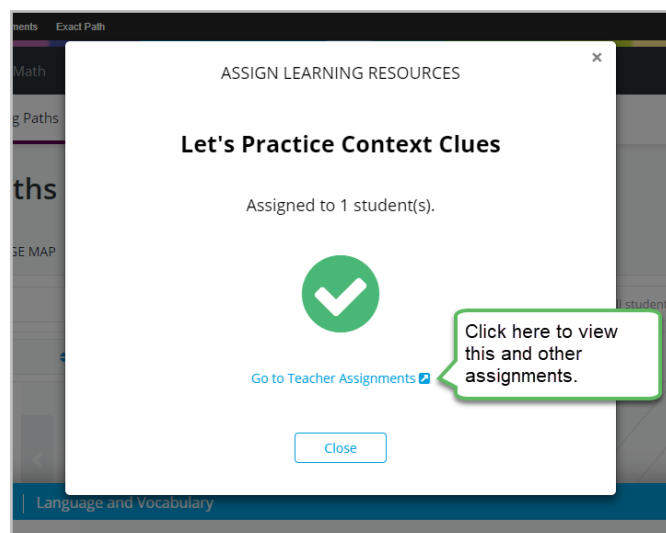 ments Exact Path
Math
ASSIGN LEARNING RESOURCES
×
g Paths
Let's Practice Context Clues
ths
Assigned to 1 student(s).
GE MAP
ll student
Click here to view
this and other
assignments.
Go to Teacher Assignments
Close
Language and Vocabulary